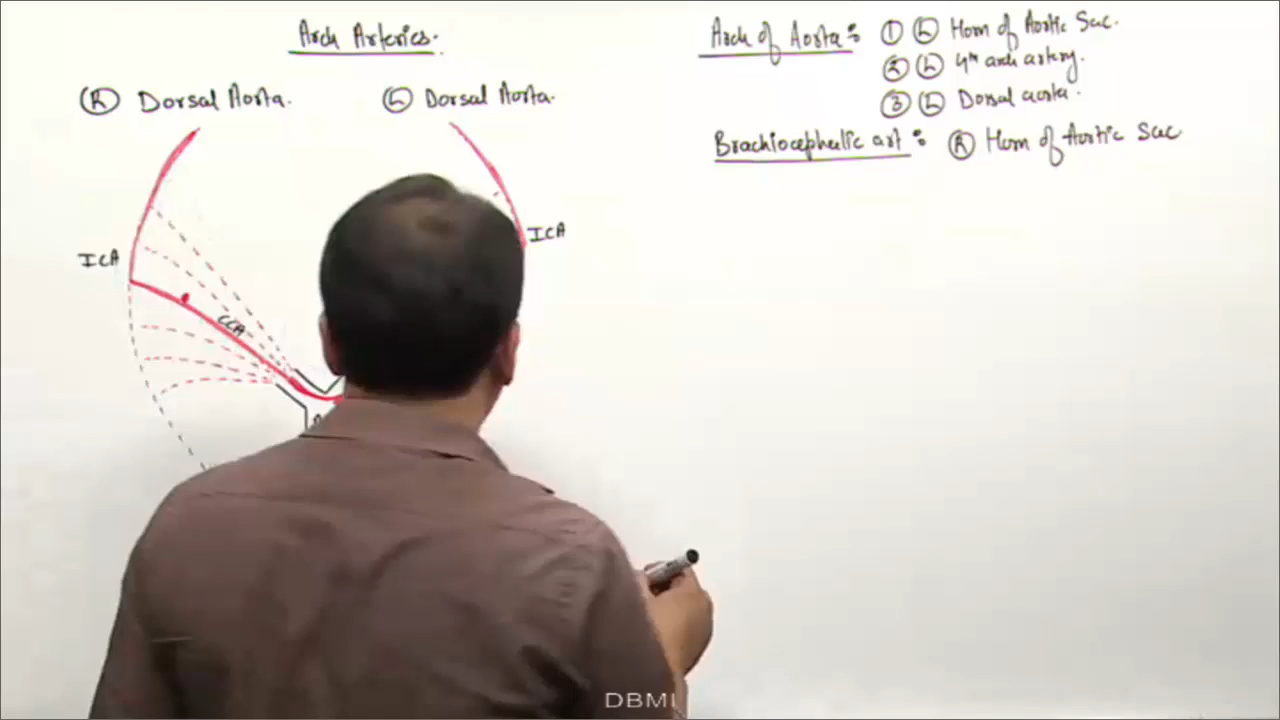 Arch Arteries.
Ⓡ Dorsal Aorta.
Ⓛ Dorsal Aorta.
ICA
ICA
CCA
Arch of Aorta:
① Ⓛ Horn of Aortic Sac.
② Ⓛ 4th arch artery.
③ Ⓛ Dorsal aorta.
Brachiocephalic art: Ⓡ Horn of Aortic Sac
DBMI